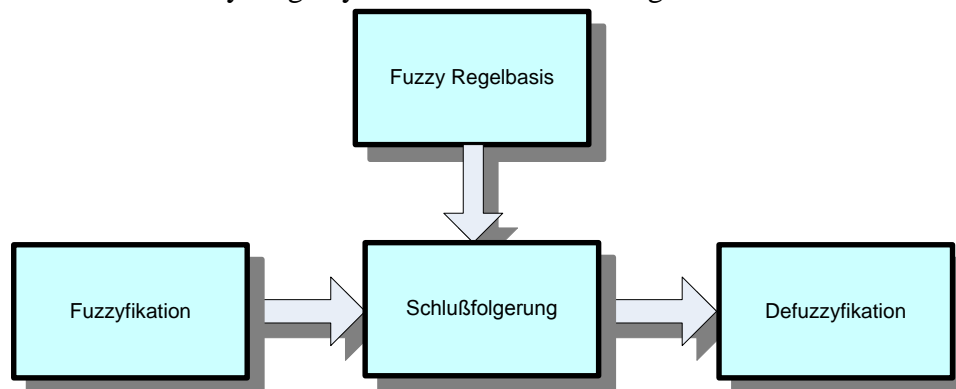 Fuzzy Regelbasis
Fuzzyfikation
Schlußfolgerung
Defuzzyfikation